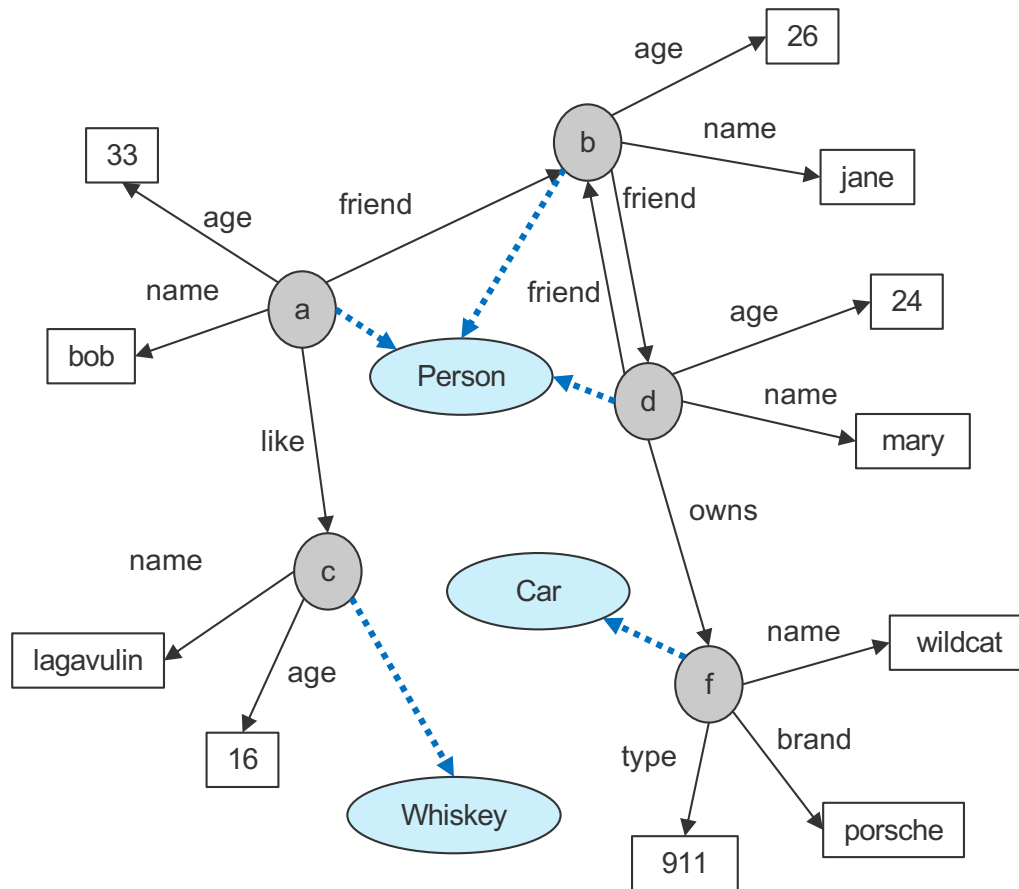 26
age
b
name
33
jane
friend
friend
age
name
friend
24
a
age
bob
Person
d
name
mary
like
owns
name
c
Car
name
wildcat
lagavulin
age
f
brand
16
type
Whiskey
porsche
911